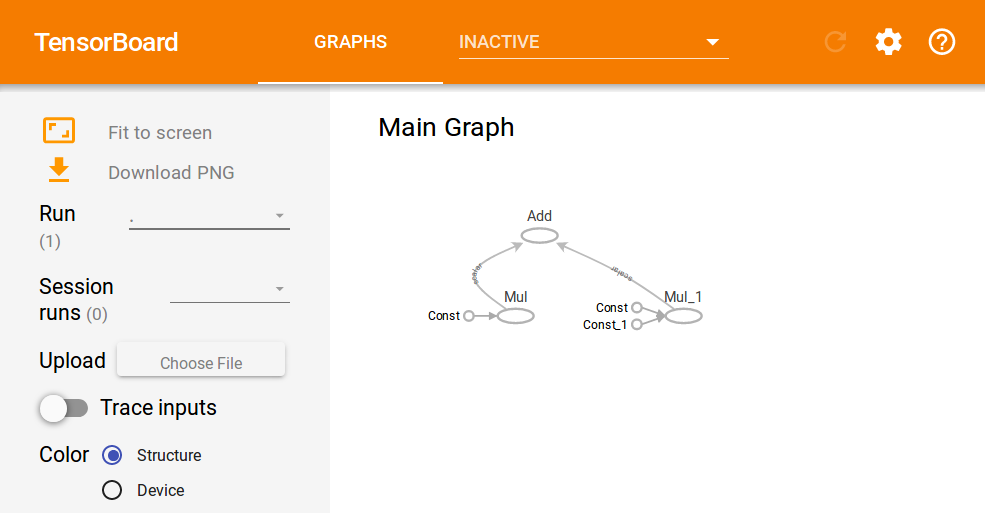 TensorBoard
GRAPHS
INACTIVE
Fit to screen
Download PNG
Run
(1)
.
Session
runs (0)
Upload
Choose File
Trace inputs
Color
Structure
Device
Main Graph
Add
scalar
scalar
Mul
Mul_1
Const
Const
Const_1